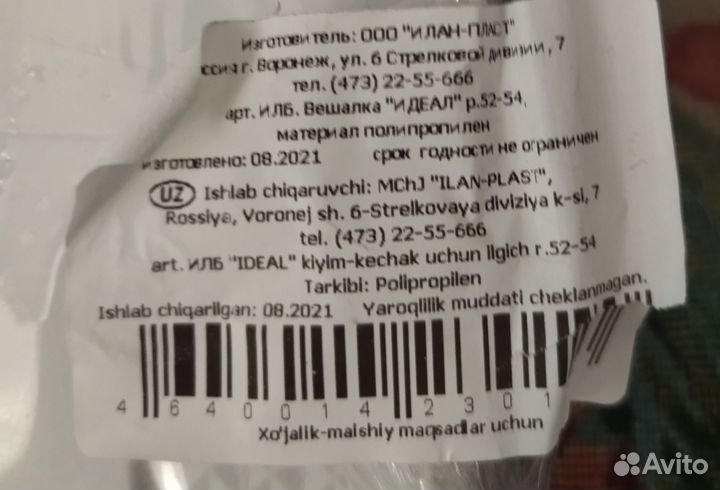 Изготовитель: ООО "ИЛАН-ПЛАСТ"
ссия г. Воронеж, ул. 6 Стрелковой дивизии, 7
тел. (473) 22-55-666
арт. ИЛБ. Вешалка "ИДЕАЛ" р.52-54,
материал полипропилен
изготовлено: 08.2021 срок годности не ограничен
UZ Ishlab chiqaruvchi: MChJ "ILAN-PLAST",
Rossiya, Voronej sh. 6-Strelkovaya diviziya k-si, 7
tel. (473) 22-55-666
art. ИЛБ "IDEAL" kiyim-kechak uchun ilgich r.52-54
Tarkibi: Polipropilen
Ishlab chiqarilgan: 08.2021 Yaroqlilik muddati cheklanmagan.
4 640014 2301
Xo'jalik-maishiy maqsadlar uchun
Avito